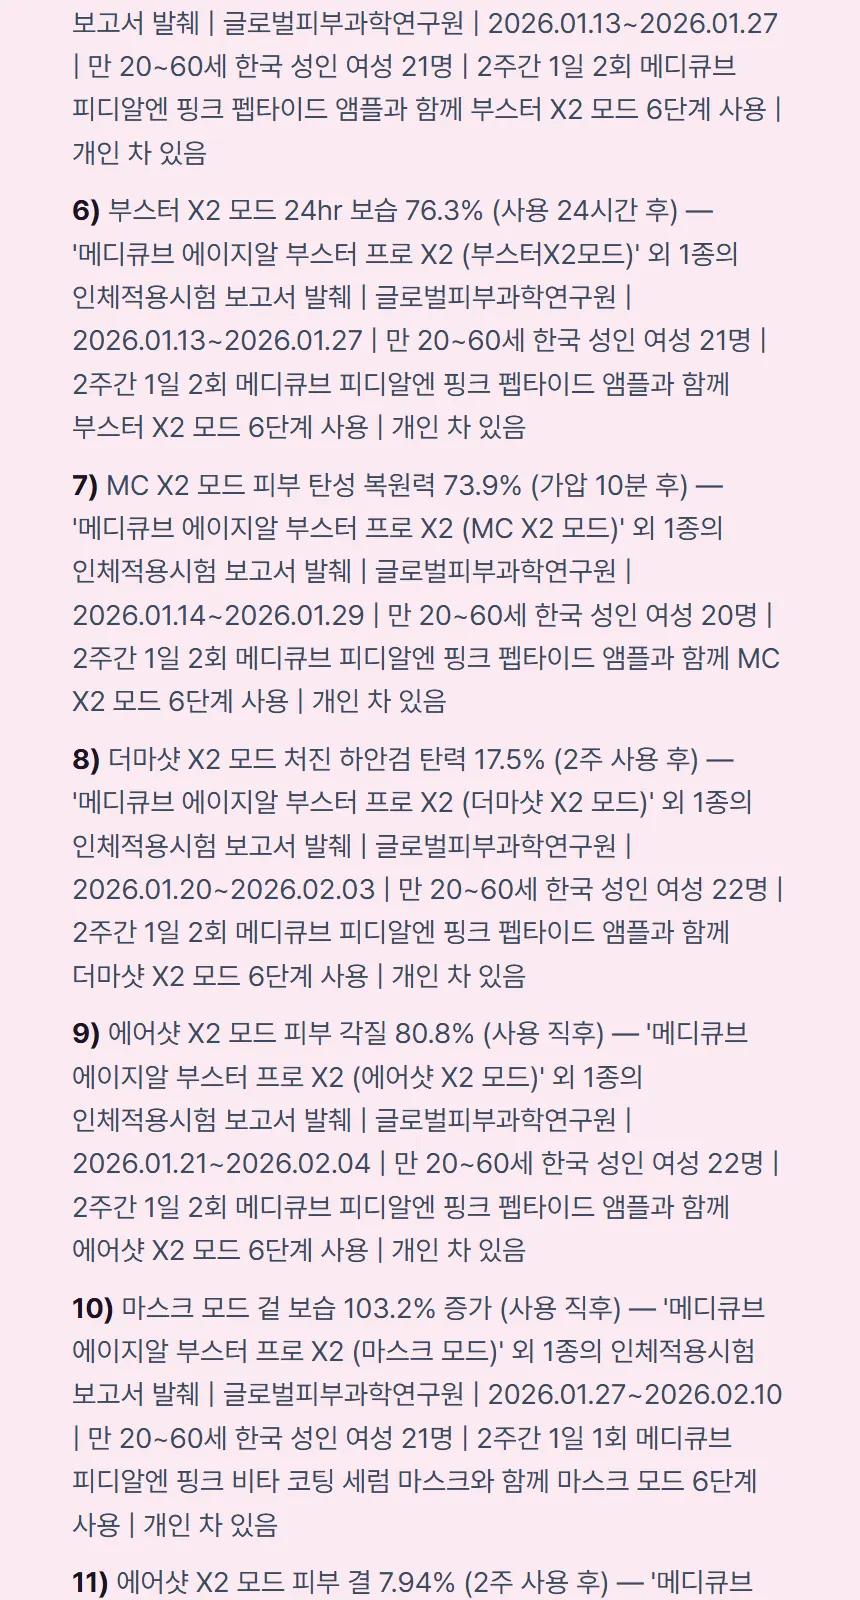 보고서 발췌 | 글로벌피부과학연구원 | 2026.01.13~2026.01.27
| 만 20~60세 한국 성인 여성 21명 | 2주간 1일 2회 메디큐브
피디알엔 핑크 펩타이드 앰플과 함께 부스터 X2 모드 6단계 사용 |
개인 차 있음
6) 부스터 X2 모드 24hr 보습 76.3% (사용 24시간 후) —
'메디큐브 에이지알 부스터 프로 X2 (부스터X2모드)' 외 1종의
인체적용시험 보고서 발췌 | 글로벌피부과학연구원 |
2026.01.13~2026.01.27 | 만 20~60세 한국 성인 여성 21명 |
2주간 1일 2회 메디큐브 피디알엔 핑크 펩타이드 앰플과 함께
부스터 X2 모드 6단계 사용 | 개인 차 있음
7) MC X2 모드 피부 탄성 복원력 73.9% (가압 10분 후) —
'메디큐브 에이지알 부스터 프로 X2 (MC X2 모드)' 외 1종의
인체적용시험 보고서 발췌 | 글로벌피부과학연구원 |
2026.01.14~2026.01.29 | 만 20~60세 한국 성인 여성 20명 |
2주간 1일 2회 메디큐브 피디알엔 핑크 펩타이드 앰플과 함께 MC
X2 모드 6단계 사용 | 개인 차 있음
8) 더마샷 X2 모드 처진 하안검 탄력 17.5% (2주 사용 후) —
'메디큐브 에이지알 부스터 프로 X2 (더마샷 X2 모드)' 외 1종의
인체적용시험 보고서 발췌 | 글로벌피부과학연구원 |
2026.01.20~2026.02.03 | 만 20~60세 한국 성인 여성 22명 |
2주간 1일 2회 메디큐브 피디알엔 핑크 펩타이드 앰플과 함께
더마샷 X2 모드 6단계 사용 | 개인 차 있음
9) 에어샷 X2 모드 피부 각질 80.8% (사용 직후) — '메디큐브
에이지알 부스터 프로 X2 (에어샷 X2 모드)' 외 1종의
인체적용시험 보고서 발췌 | 글로벌피부과학연구원 |
2026.01.21~2026.02.04 | 만 20~60세 한국 성인 여성 22명 |
2주간 1일 2회 메디큐브 피디알엔 핑크 펩타이드 앰플과 함께
에어샷 X2 모드 6단계 사용 | 개인 차 있음
10) 마스크 모드 겉 보습 103.2% 증가 (사용 직후) — '메디큐브
에이지알 부스터 프로 X2 (마스크 모드)' 외 1종의 인체적용시험
보고서 발췌 | 글로벌피부과학연구원 | 2026.01.27~2026.02.10
| 만 20~60세 한국 성인 여성 21명 | 2주간 1일 1회 메디큐브
피디알엔 핑크 비타 코팅 세럼 마스크와 함께 마스크 모드 6단계
사용 | 개인 차 있음
11) 에어샷 X2 모드 피부 결 7.94% (2주 사용 후) — '메디큐브